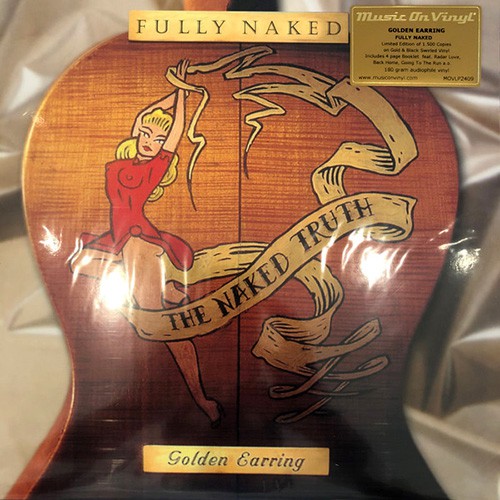 FULLY NAKED
Music On Vinyl
GOLDEN EARRING
FULLY NAKED
Limited Edition of 1.500 Copies
on Gold & Black Swirled Vinyl
Includes 4 page Booklet, feat. Radar Love,
Back Home, Going To The Run a.o.
180 gram audiophile vinyl
www.musiconvinyl.com MOVLP2409
THE NAKED TRUTH
Golden Earring